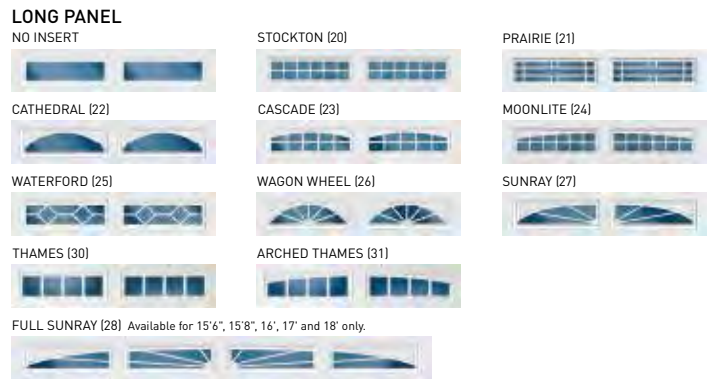 LONG PANEL
NO INSERT
STOCKTON (20)
PRAIRIE (21)
CATHEDRAL (22)
CASCADE (23)
MOONLITE (24)
WATERFORD (25)
WAGON WHEEL (26)
SUNRAY (27)
THAMES (30)
ARCHED THAMES (31)
FULL SUNRAY (28) Available for 15'6", 15'8", 16', 17' and 18' only.